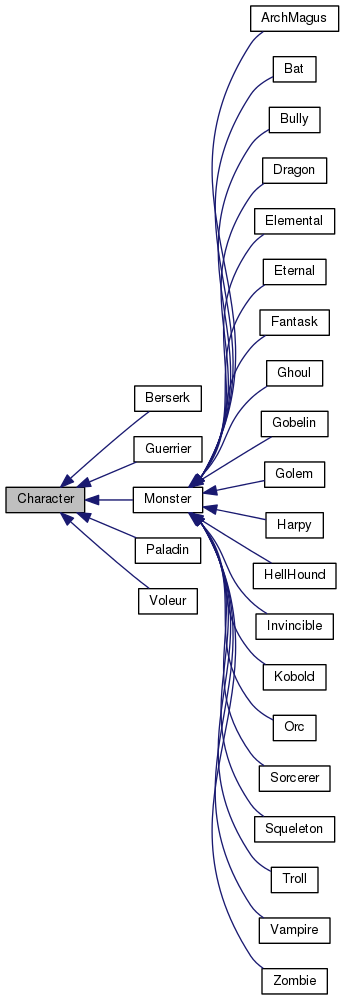 ArchMagus
Bat
Bully
Dragon
Elemental
Eternal
Fantask
Ghoul
Berserk
Gobelin
Guerrier
Golem
Character
Monster
Harpy
Paladin
HellHound
Voleur
Invincible
Kobold
Orc
Sorcerer
Squeleton
Troll
Vampire
Zombie